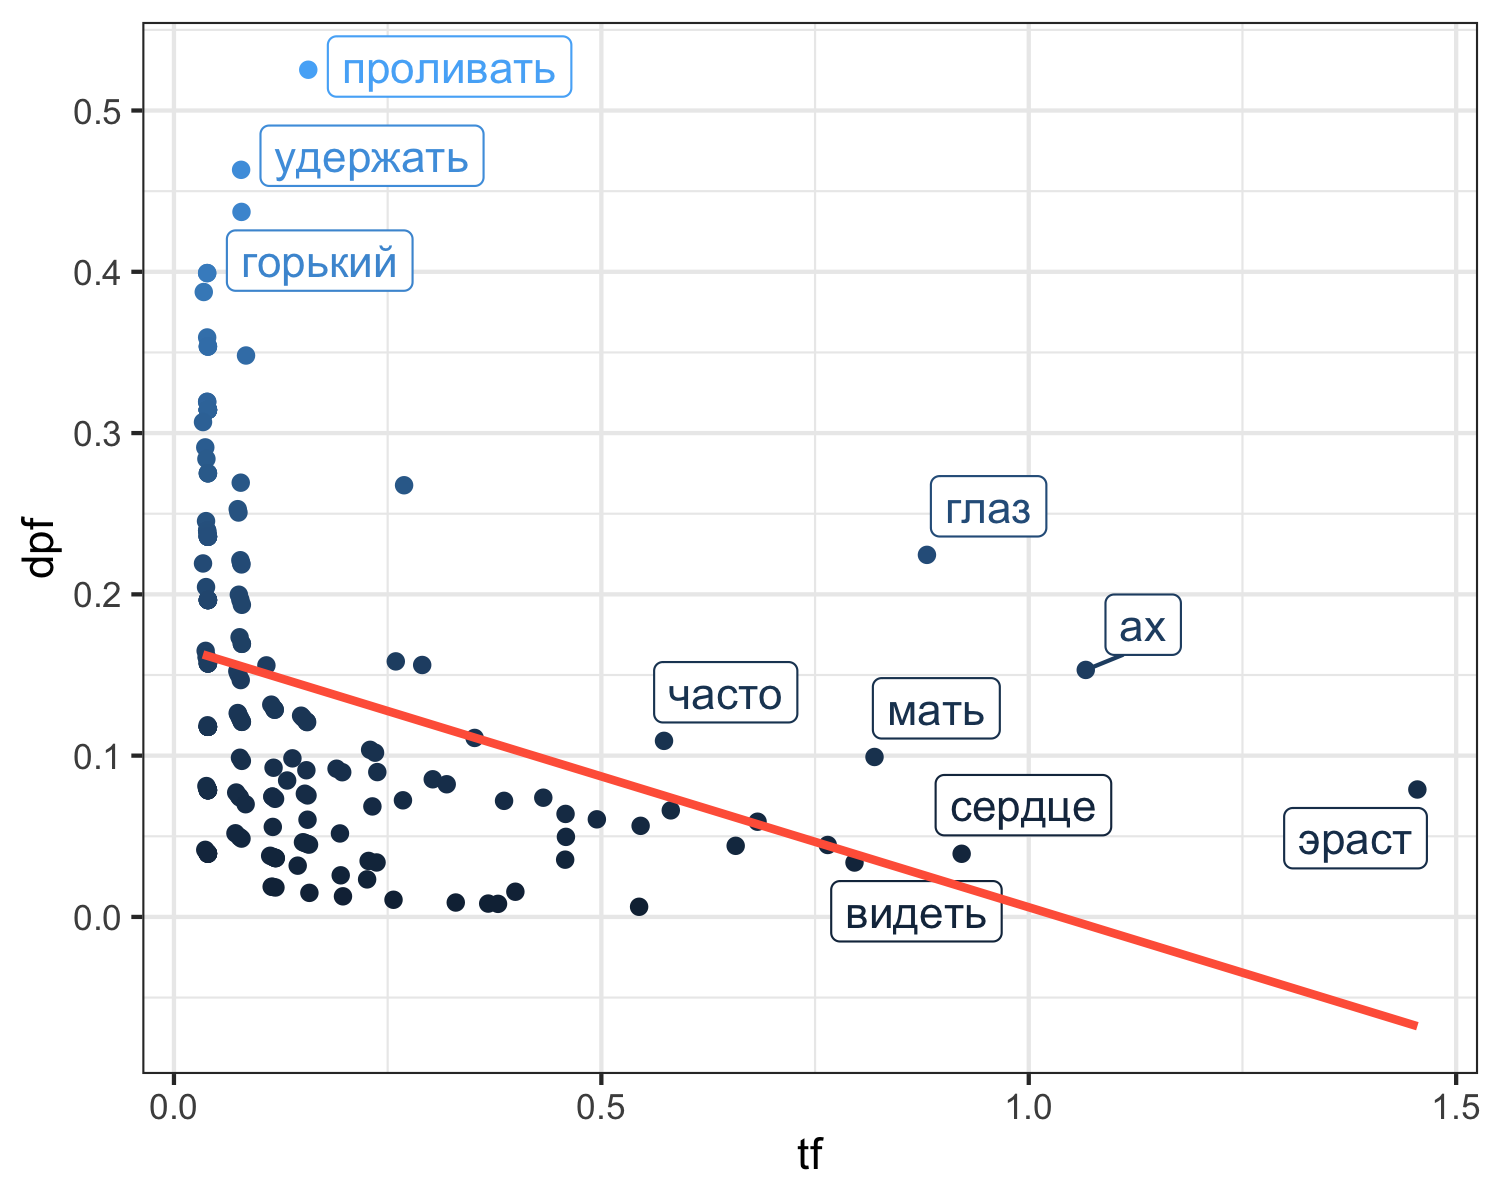 проливать
0.5
удержать
горький
0.4
0.3
глаз
dpf
0.2
ах
часто
мать
0.1
сердце
эраст
видеть
0.0
0.0
0.5
1.0
1.5
tf